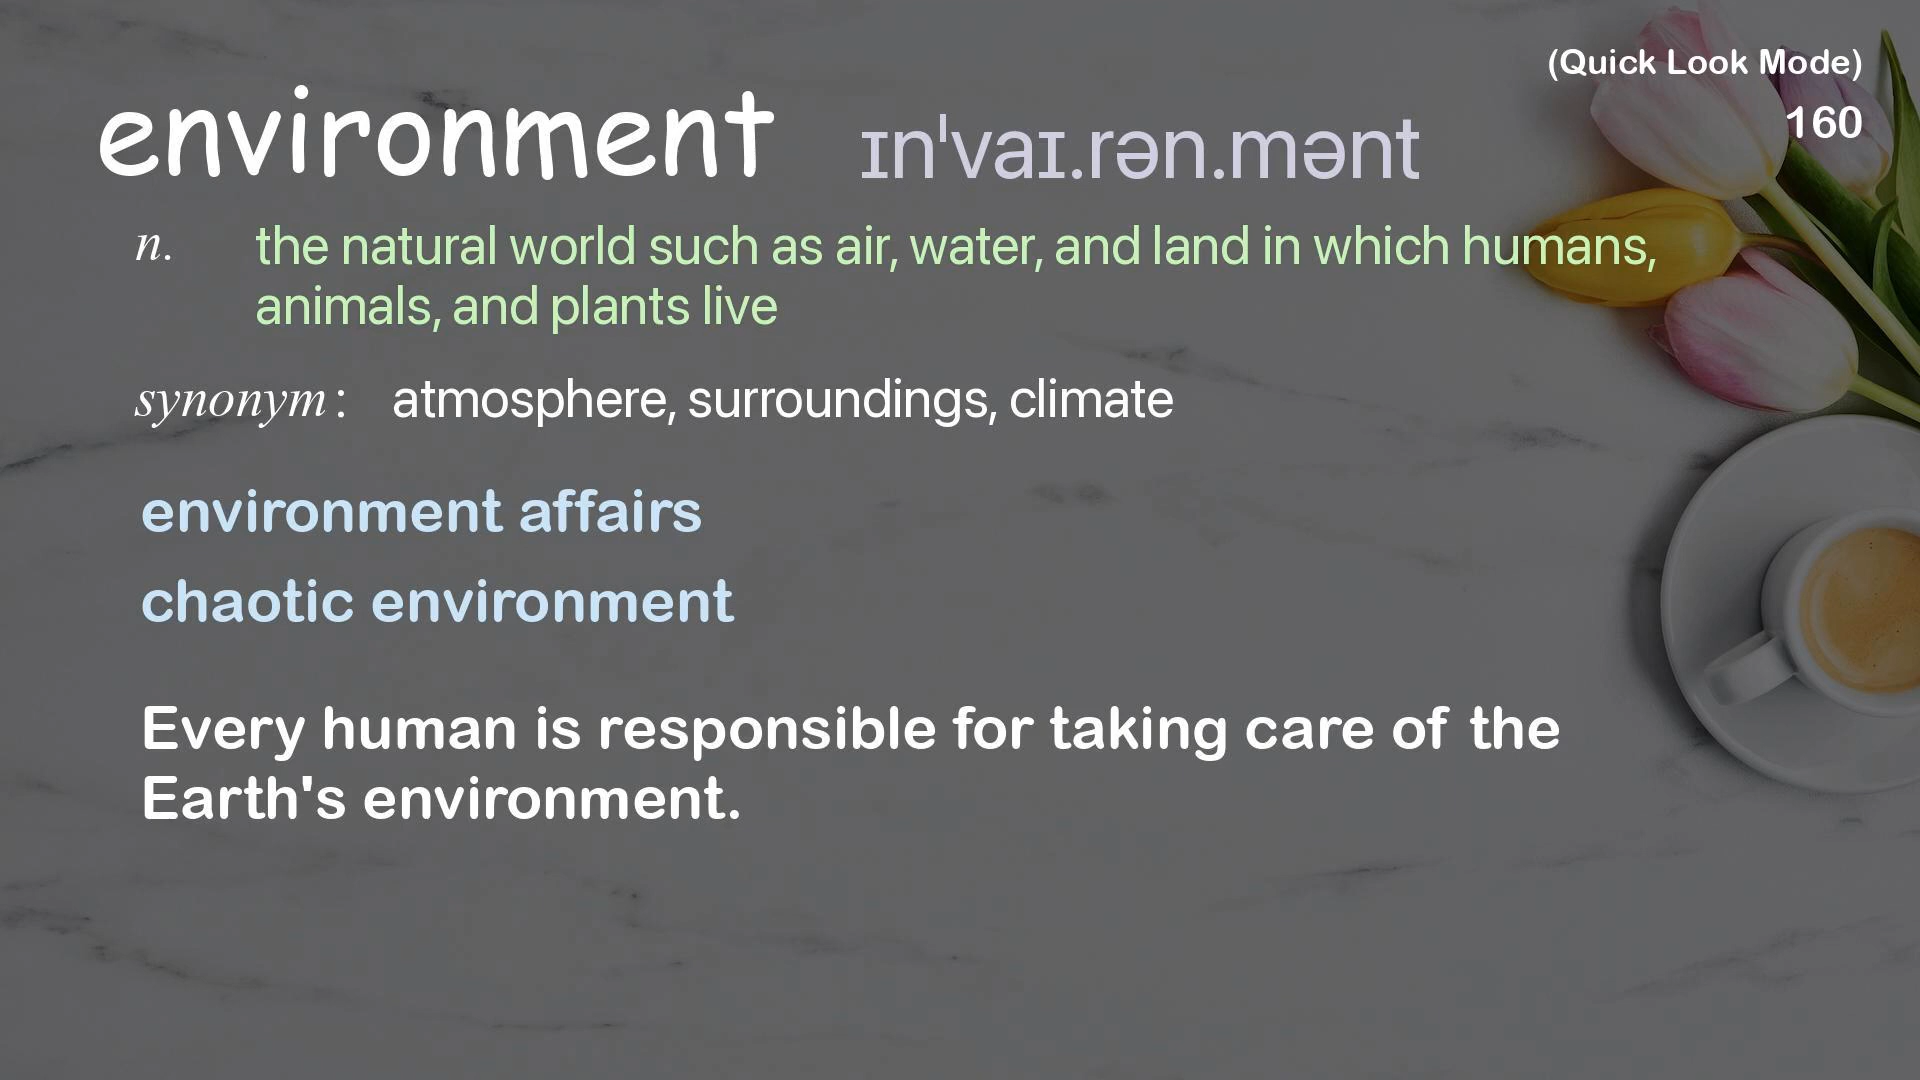 (Quick Look Mode)
160
environment ɪnˈvaɪ.rən.mənt
n. the natural world such as air, water, and land in which humans,
animals, and plants live
synonym: atmosphere, surroundings, climate
environment affairs
chaotic environment
Every human is responsible for taking care of the
Earth's environment.